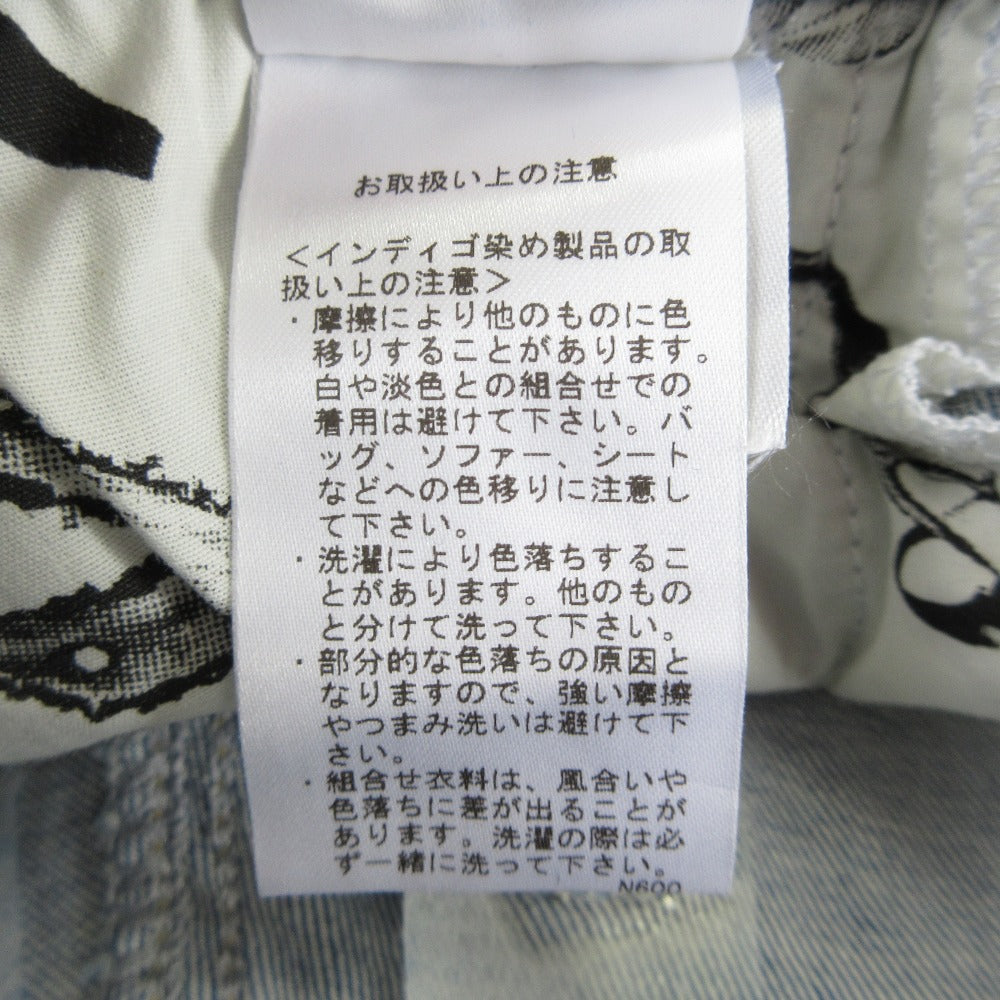 お取扱い上の注意
＜インディゴ染め製品の取
扱い上の注意＞
・摩擦により他のものに色
移りすることがあります。
白や淡色との組合せでの
着用は避けて下さい。バ
ッグ、ソファー、シート
などへの色移りに注意し
て下さい。
・洗濯により色落ちするこ
とがあります。他のもの
と分けて洗って下さい。
・部分的な色落ちの原因と
なりますので、強い摩擦
やつまみ洗いは避けて下
さい。
・組合せ衣料は、風合いや
色落ちに差が出ることが
あります。洗濯の際は必
ず一緒に洗って下さい。
N600